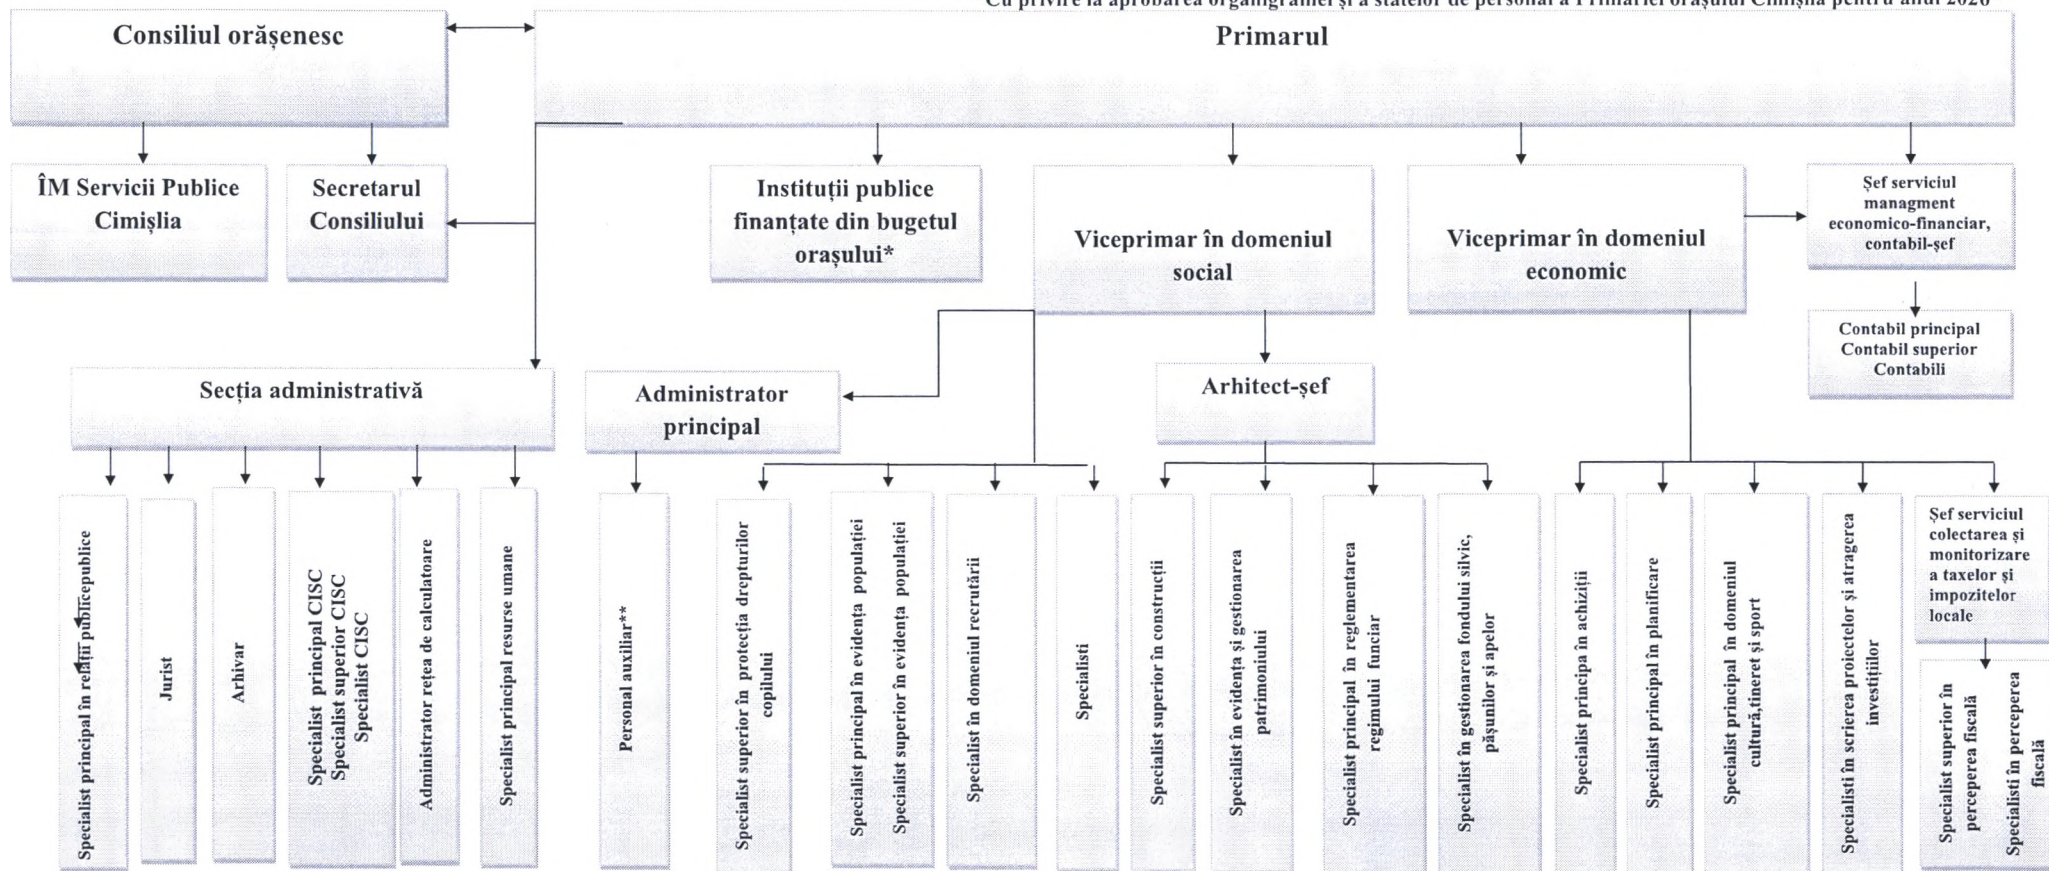 Cu privire la aprobarea organigramei și a statelor de personal a Primăriei orașului Cimișlia pentru anul 2026
Consiliul orășenesc
Primarul
ÎM Servicii Publice
Cimișlia
Secretarul
Consiliului
Instituții publice
finanțate din bugetul
orașului*
Viceprimar în domeniul
social
Viceprimar în domeniul
economic
Șef serviciul
managment
economico-financiar,
contabil-șef
Contabil principal
Contabil superior
Contabili
Secția administrativă
Administrator
principal
Arhitect-șef
Specialist principal în relații publicepublice
Jurist
Arhivar
Specialist principal CISC
Specialist superior CISC
Specialist CISC
Administrator rețea de calculatoare
Specialist principal resurse umane
Personal auxiliar**
Specialist superior în protecția drepturilor
copilului
Specialist principal în evidența populației
Specialist superior în evidența populației
Specialist în domeniul recrutării
Specialisti
Specialist superior în construcții
Specialist în evidența și gestionarea
patrimoniului
Specialist principal în reglementarea
regimului funciar
Specialist în gestionarea fondului silvic,
pășunilor și apelor
Specialist principa în achiziții
Specialist principal în planificare
Specialist principal în domeniul
cultură,tineret și sport
Specialisti în scrierea proiectelor și atragerea
investițiilor
Șef serviciul
colectarea și
monitorizare
a taxelor și
impozitelor
locale
Specialist superior în
perceperea fiscală
Specialisti în perceperea
fiscală